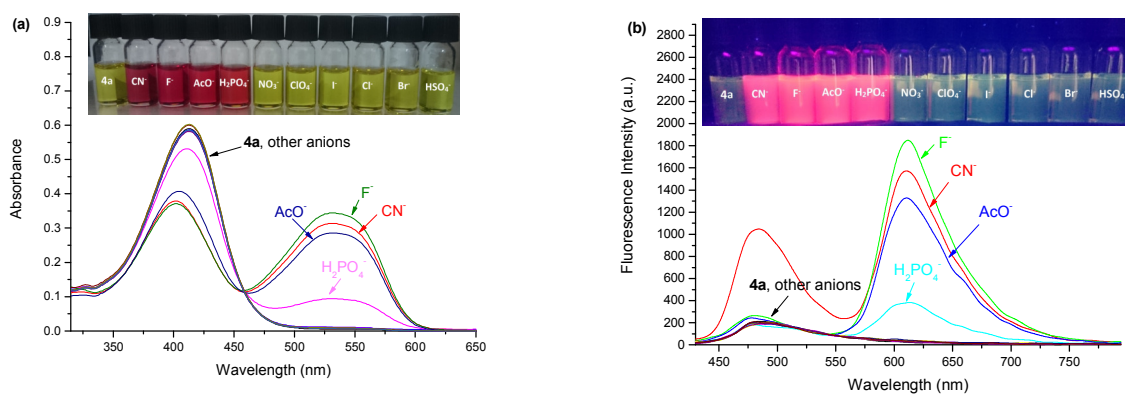 (a)
0.9
0.8
0.7
0.6
0.5
0.4
0.3
0.2
0.1
0.0
4a CN⁻ F⁻ AcO⁻ H₂PO₄⁻ NO₃⁻ ClO₄⁻ I⁻ Cl⁻ Br⁻ HSO₄⁻
4a, other anions
F⁻
AcO⁻
CN⁻
H₂PO₄⁻
Absorbance
350 400 450 500 550 600 650
Wavelength (nm)
(b)
3000
2800
2600
2400
2200
2000
1800
1600
1400
1200
1000
800
600
400
200
0
4a CN⁻ F⁻ AcO⁻ H₂PO₄⁻ NO₃⁻ ClO₄⁻ I⁻ Cl⁻ Br⁻ HSO₄
F⁻
CN⁻
AcO⁻
H₂PO₄⁻
4a, other anions
Fluorescence Intensity (a.u.)
450 500 550 600 650 700 750
Wavelength (nm)